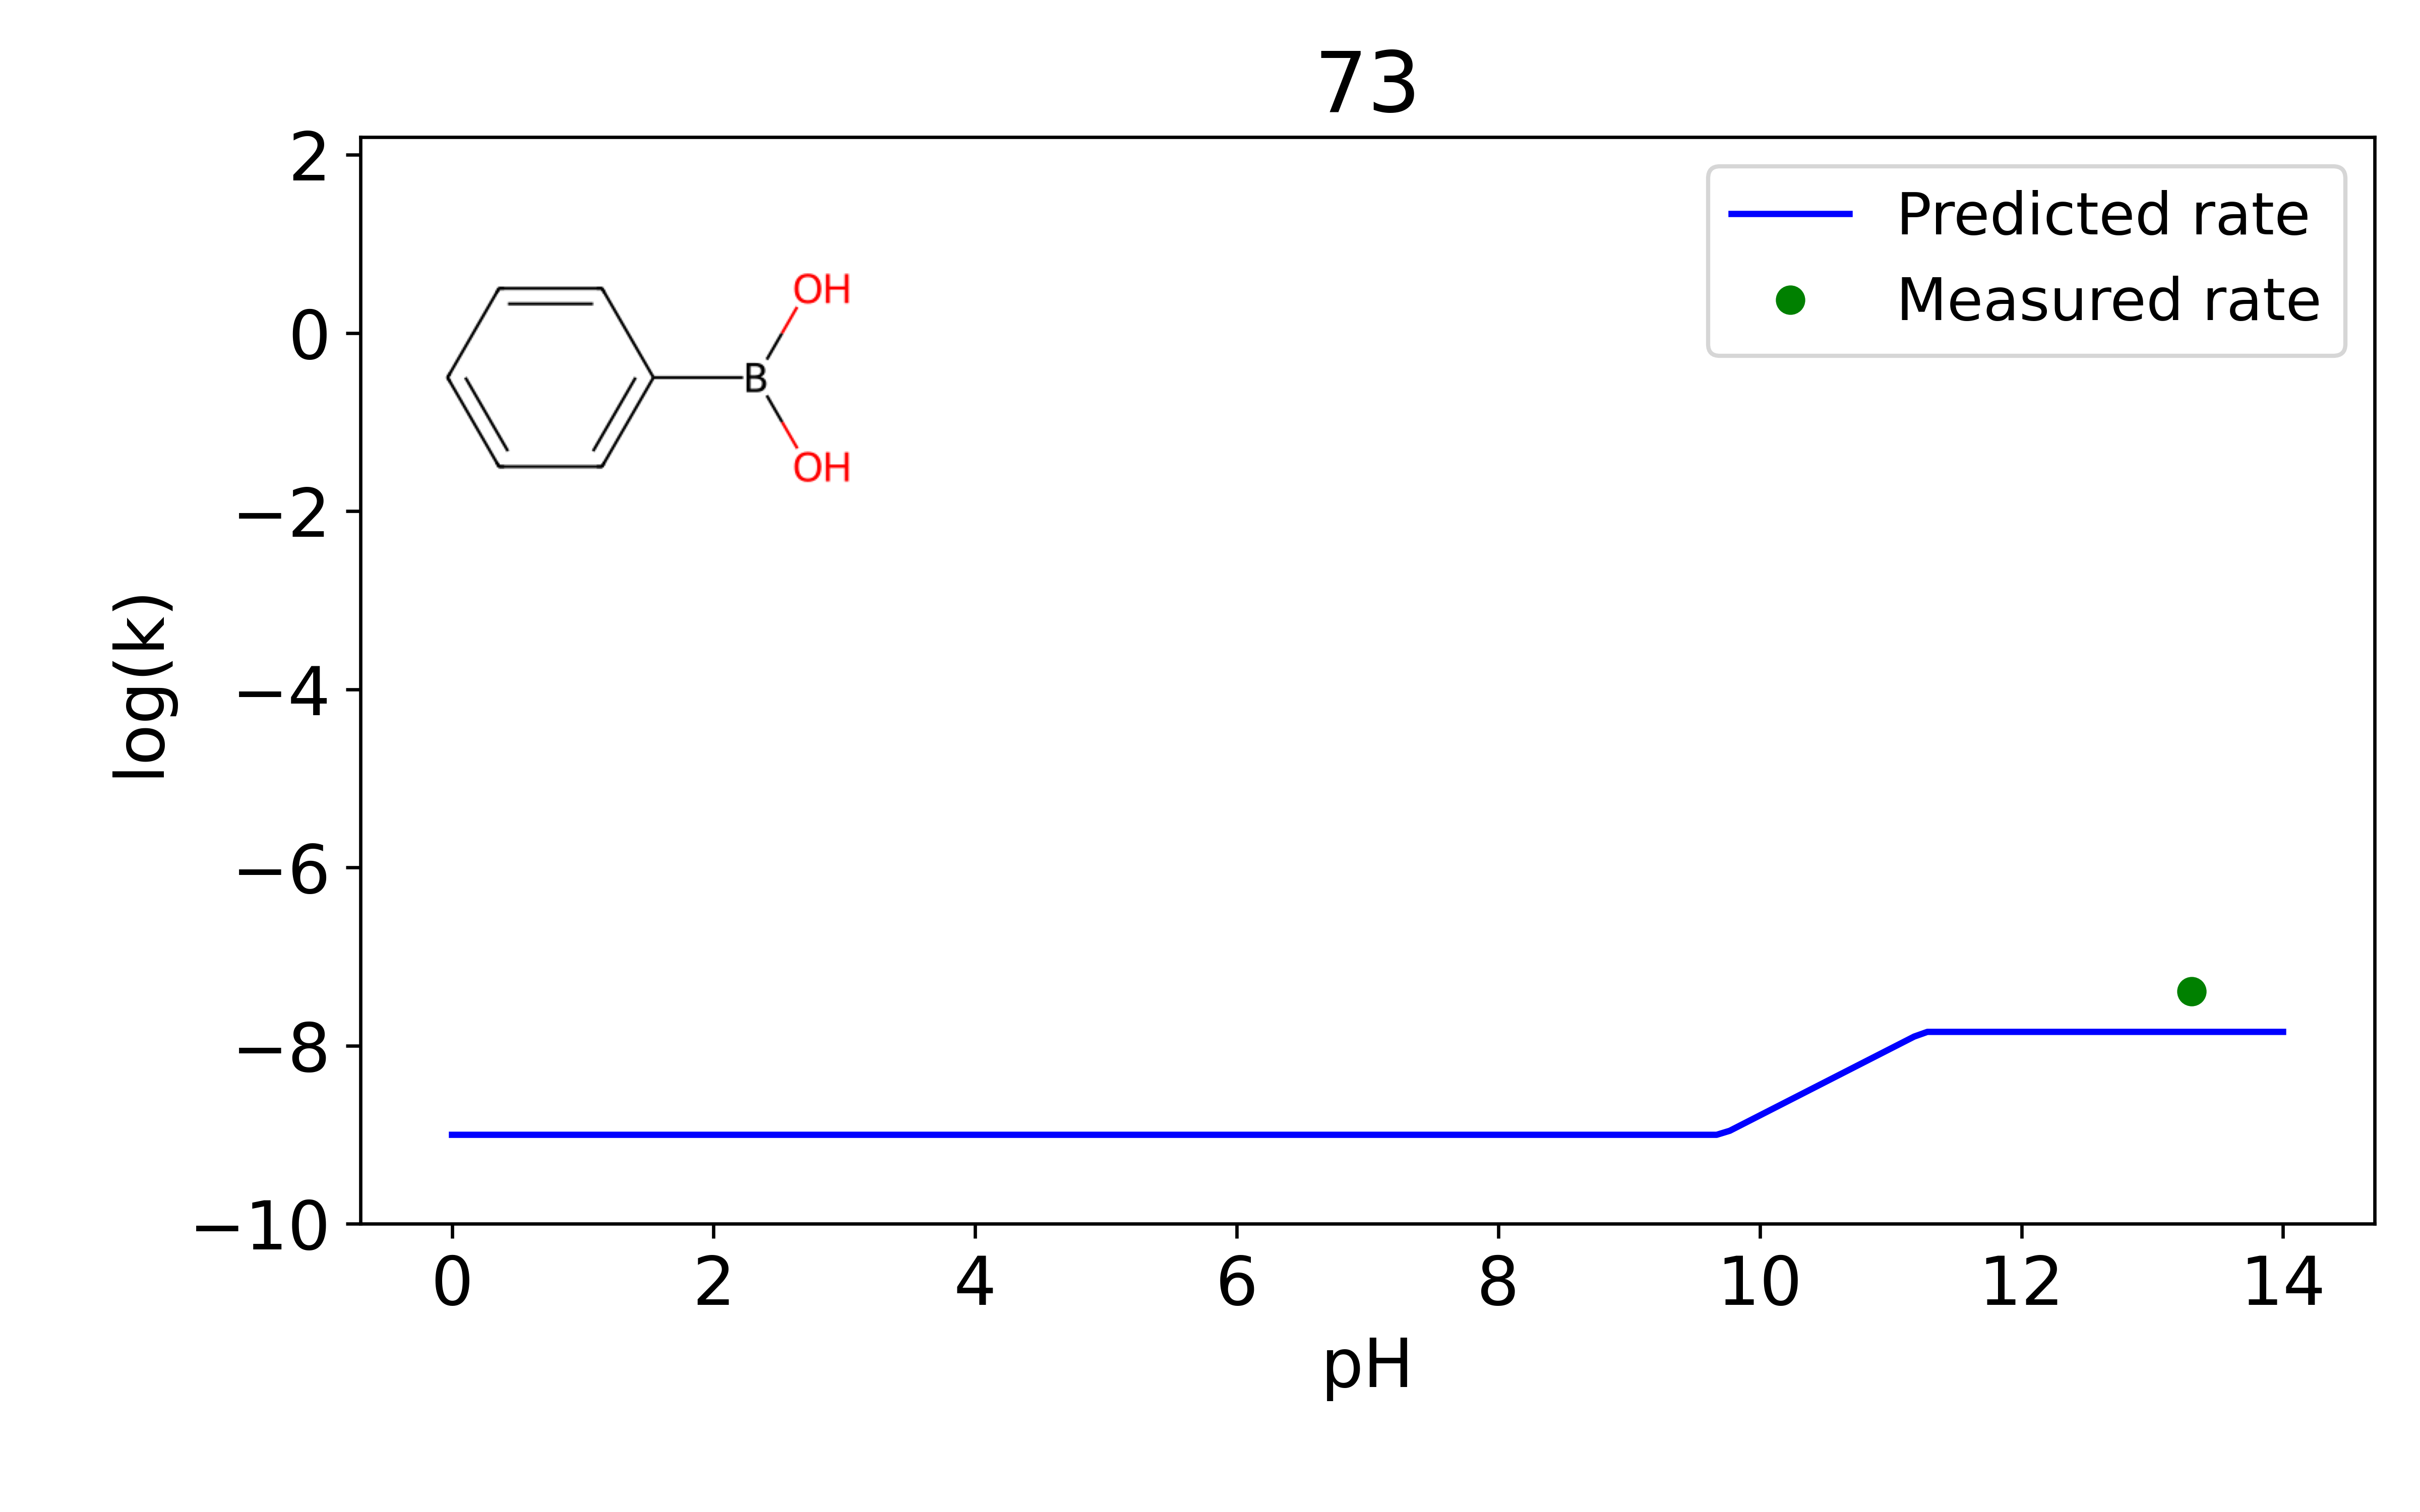 73
2
0
−2
−4
−6
−8
−10
log(k)
Predicted rate
Measured rate
OH
B
OH
0 2 4 6 8 10 12 14
pH